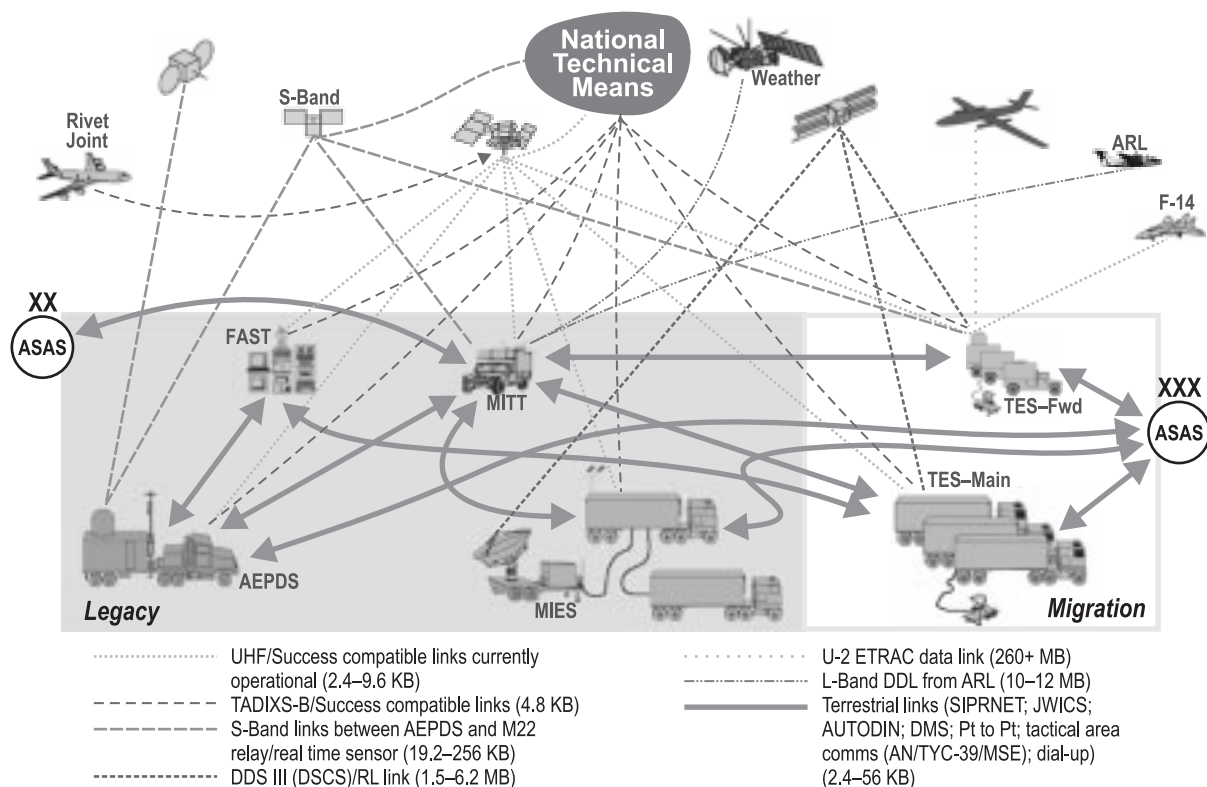 National
Technical
Means
Weather
S-Band
Rivet
Joint
ARL
F-14
XX
ASAS
FAST
MITT
TES–Fwd
XXX
ASAS
TES–Main
AEPDS
MIES
Legacy
Migration
UHF/Success compatible links currently
operational (2.4–9.6 KB)
TADIXS-B/Success compatible links (4.8 KB)
S-Band links between AEPDS and M22
relay/real time sensor (19.2–256 KB)
DDS III (DSCS)/RL link (1.5–6.2 MB)
U-2 ETRAC data link (260+ MB)
L-Band DDL from ARL (10–12 MB)
Terrestrial links (SIPRNET; JWICS;
AUTODIN; DMS; Pt to Pt; tactical area
comms (AN/TYC-39/MSE); dial-up)
(2.4–56 KB)